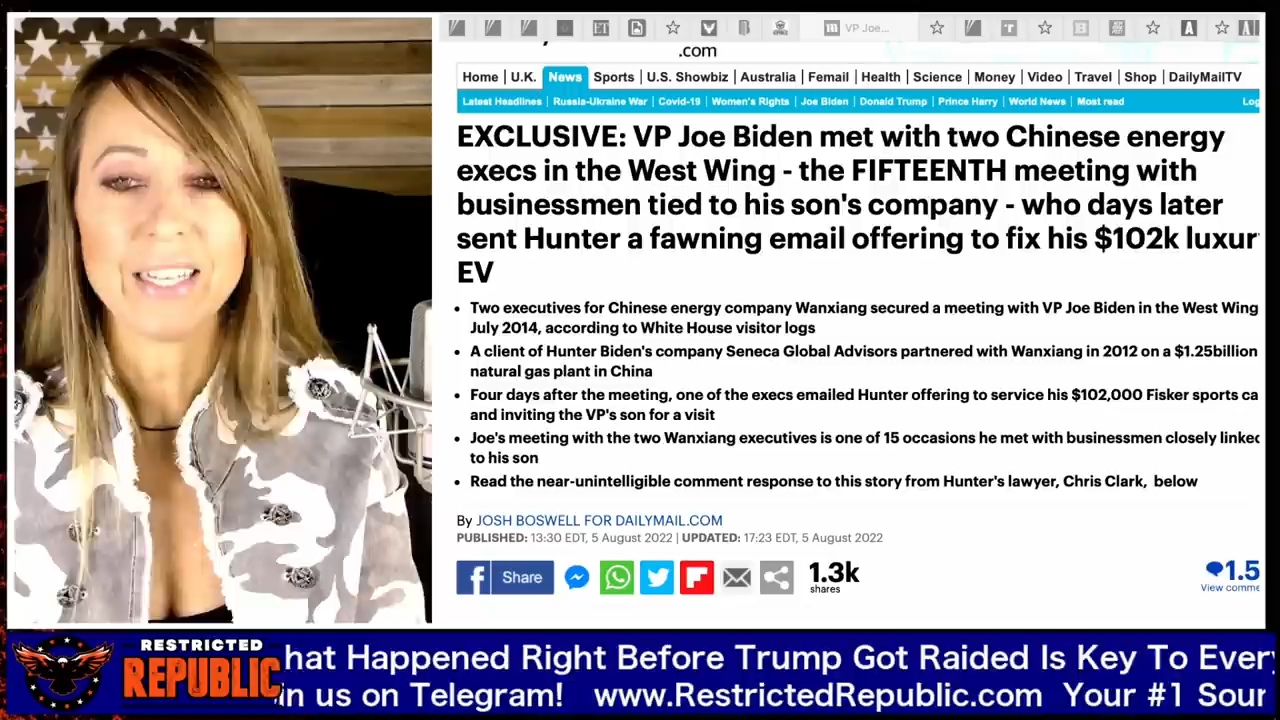 ET
VP Joe...
.com
Home | U.K. News Sports | U.S. Showbiz | Australia | Femail | Health | Science | Money | Video | Travel | Shop | DailyMailTV
Latest Headlines | Russia-Ukraine War | Covid-19 | Women's Rights | Joe Biden | Donald Trump | Prince Harry | World News | Most read
Log
EXCLUSIVE: VP Joe Biden met with two Chinese energy
execs in the West Wing - the FIFTEENTH meeting with
businessmen tied to his son's company - who days later
sent Hunter a fawning email offering to fix his $102k luxur
EV
• Two executives for Chinese energy company Wanxiang secured a meeting with VP Joe Biden in the West Wing
July 2014, according to White House visitor logs
• A client of Hunter Biden's company Seneca Global Advisors partnered with Wanxiang in 2012 on a $1.25billion
natural gas plant in China
• Four days after the meeting, one of the execs emailed Hunter offering to service his $102,000 Fisker sports ca
and inviting the VP's son for a visit
• Joe's meeting with the two Wanxiang executives is one of 15 occasions he met with businessmen closely linked
to his son
• Read the near-unintelligible comment response to this story from Hunter's lawyer, Chris Clark, below
By JOSH BOSWELL FOR DAILYMAIL.COM
PUBLISHED: 13:30 EDT, 5 August 2022 | UPDATED: 17:23 EDT, 5 August 2022
Share
1.3k
shares
1.5
View comme
RESTRICTED
REPUBLIC
hat Happened Right Before Trump Got Raided Is Key To Every
in us on Telegram! www.RestrictedRepublic.com Your #1 Sour